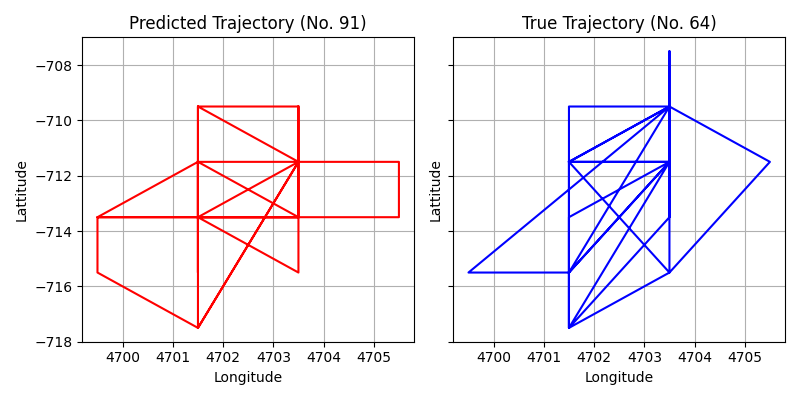 Predicted Trajectory (No. 91)
True Trajectory (No. 64)
−708
−710
−712
−714
−716
−718
Lattitude
Lattitude
4700 4701 4702 4703 4704 4705
4700 4701 4702 4703 4704 4705
Longitude
Longitude